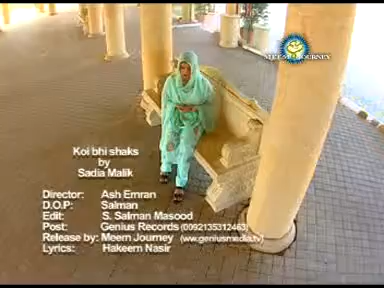 MEEM JOURNEY
Koi bhi shaks
by
Sadia Malik
Director: Ash Emran
D.O.P: Salman
Edit: S. Salman Masood
Post: Genius Records (0092135312463)
Release by: Meem Journey (ww.geniusmedia.tv)
Lyrics: Hakeem Nasir